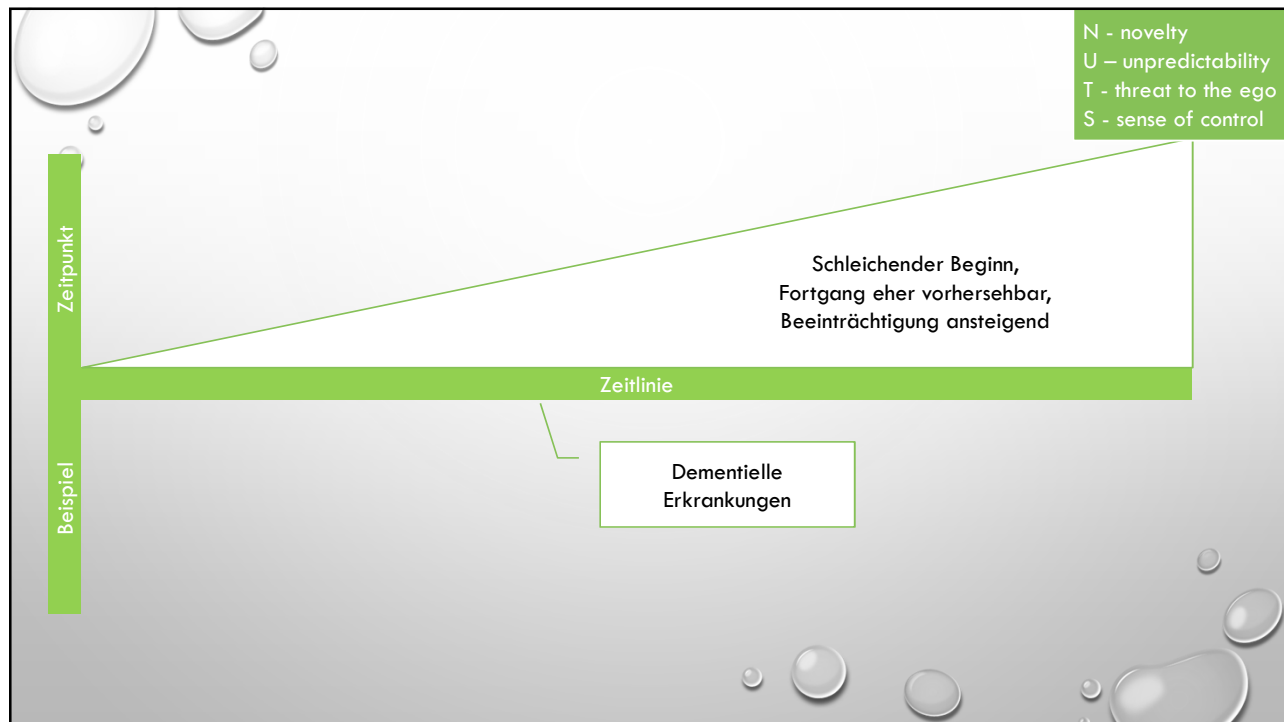 N - novelty
U – unpredictability
T - threat to the ego
S - sense of control
Zeitpunkt
Schleichender Beginn,
Fortgang eher vorhersehbar,
Beeinträchtigung ansteigend
Zeitlinie
Beispiel
Dementielle
Erkrankungen